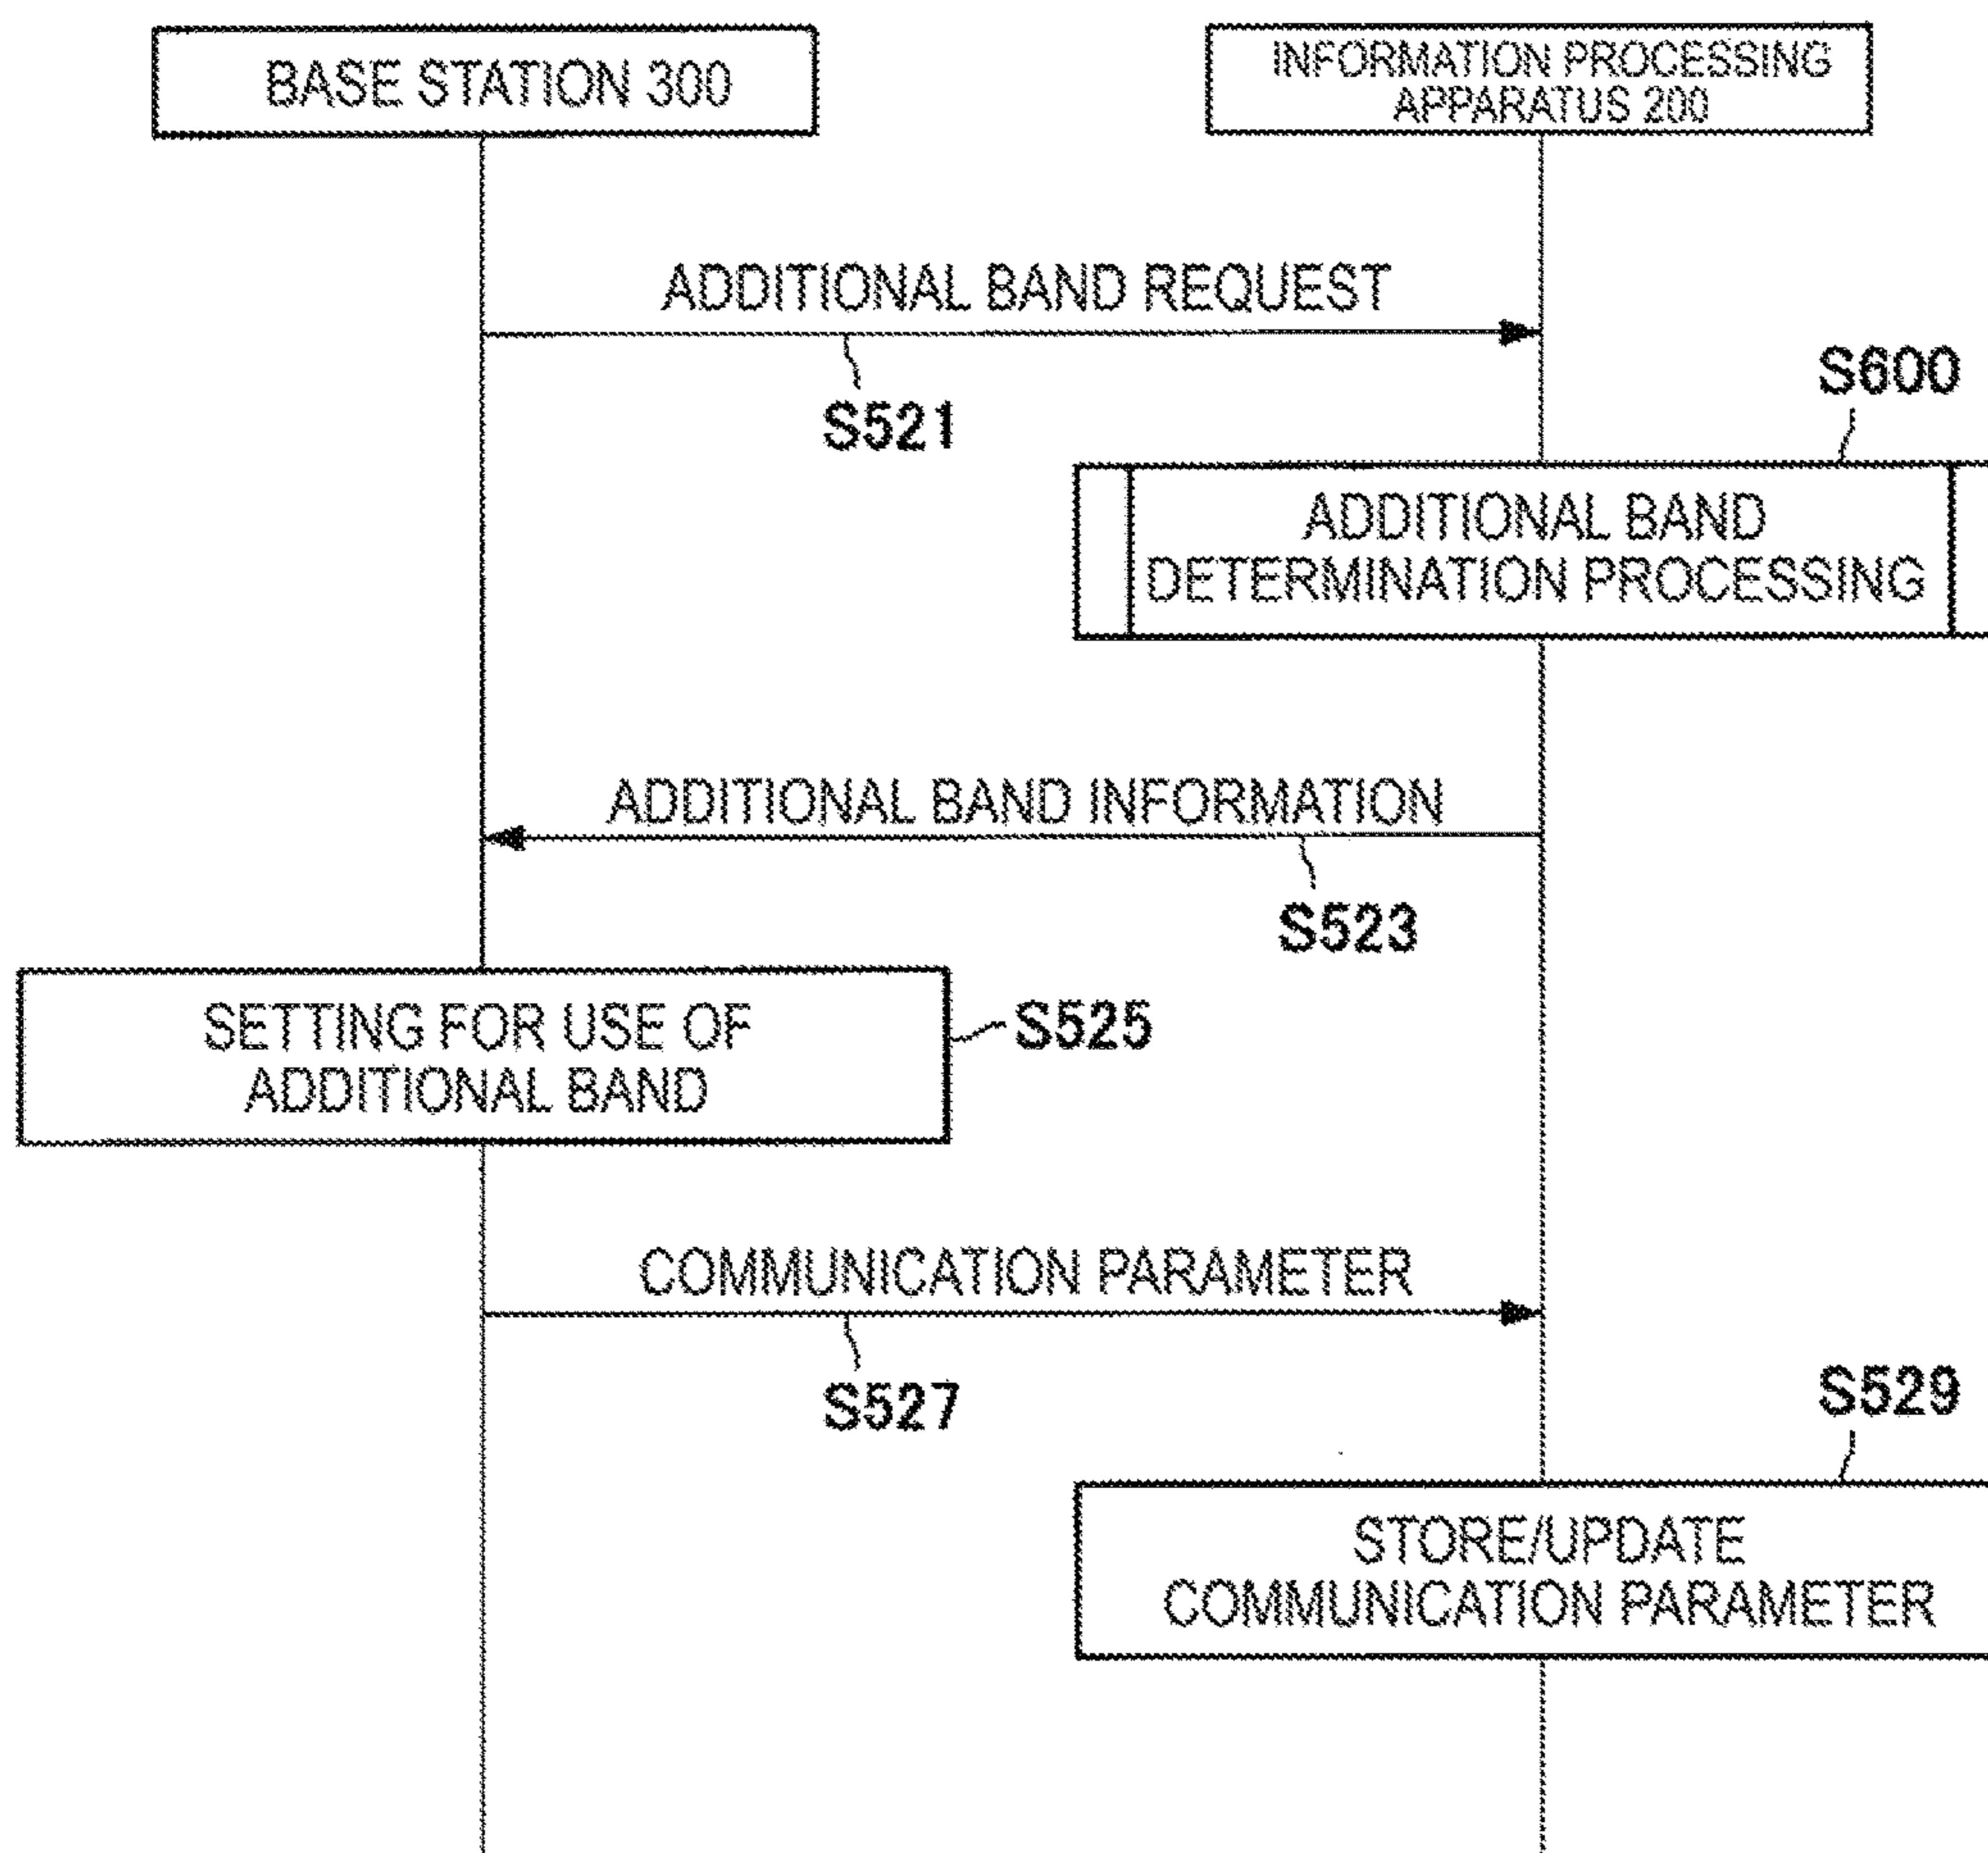 BASE STATION 300
INFORMATION PROCESSING
APPARATUS 200
ADDITIONAL BAND REQUEST
S521
S600
ADDITIONAL BAND
DETERMINATION PROCESSING
ADDITIONAL BAND INFORMATION
S523
SETTING FOR USE OF
ADDITIONAL BAND
S525
COMMUNICATION PARAMETER
S527
S529
STORE/UPDATE
COMMUNICATION PARAMETER